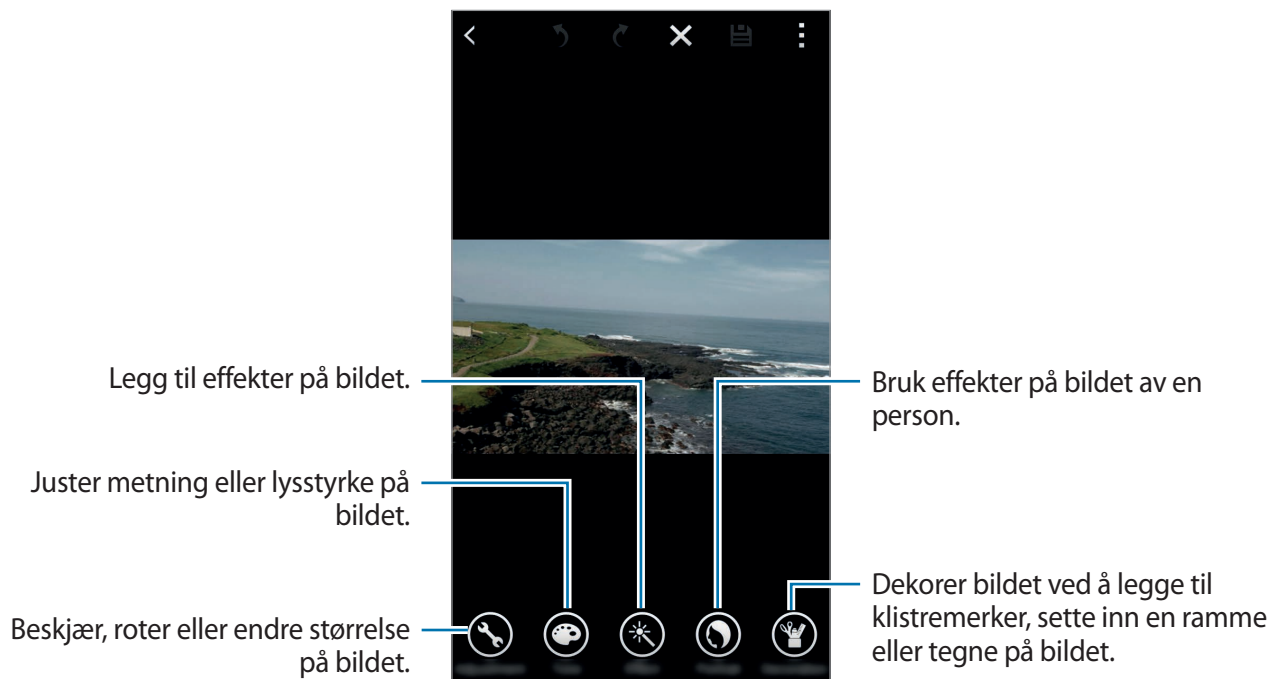 Legg til effekter på bildet.
Juster metning eller lysstyrke på
bildet.
Beskjær, roter eller endre størrelse
på bildet.
Bruk effekter på bildet av en
person.
Dekorer bildet ved å legge til
klistremerker, sette inn en ramme
eller tegne på bildet.